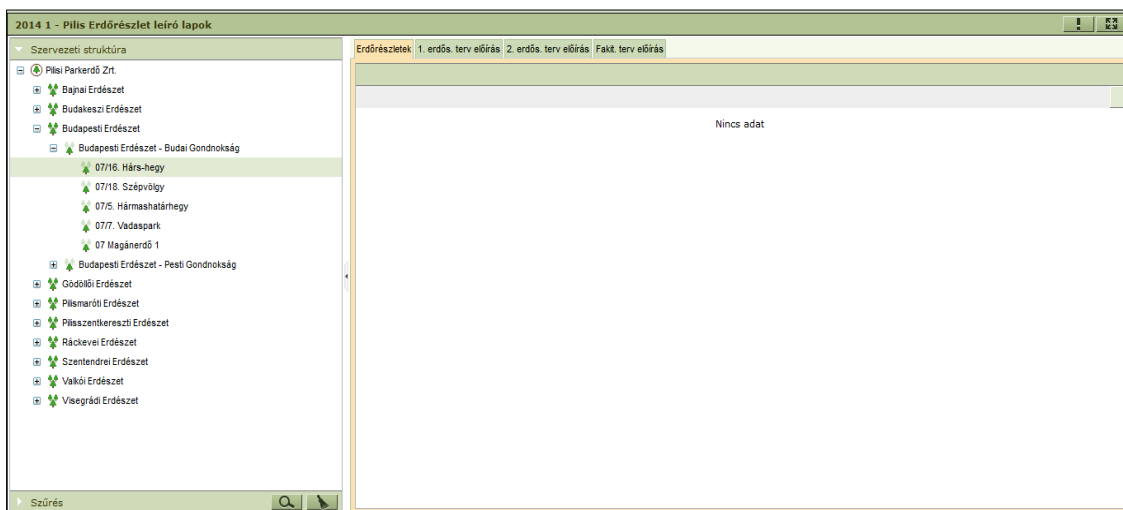 2014 1 - Pilis Erdőrészlet leíró lapok
Szervezeti struktúra
Pilisi Parkerdő Zrt.
Bajnai Erdészet
Budakeszi Erdészet
Budapesti Erdészet
Budapesti Erdészet - Budai Gondnokság
07/16. Hárs-hegy
07/18. Szépvölgy
07/5. Hármashatárhegy
07/7. Vadaspark
07 Magánerdő 1
Budapesti Erdészet - Pesti Gondnokság
Gödöllői Erdészet
Pilismaróti Erdészet
Pilisszentkereszti Erdészet
Ráckevei Erdészet
Szentendrei Erdészet
Valkói Erdészet
Visegrádi Erdészet
Szűrés
Erdőrészletek 1. erdős. terv előírás 2. erdős. terv előírás Fakit. terv előírás
Nincs adat